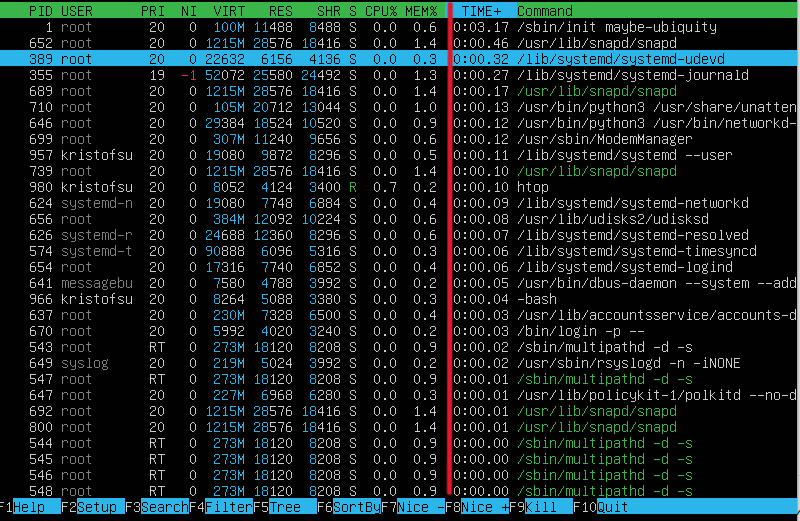 PID USER PRI NI VIRT RES SHR S CPU% MEM% TIME+ Command
1 root 20 0 100M 11488 8488 S 0.0 0.6 0:03.17 /sbin/init maybe-ubiquity
652 root 20 0 1215M 28576 18416 S 0.0 1.4 0:00.46 /usr/lib/snapd/snapd
389 root 20 0 22632 6156 4136 S 0.0 0.3 0:00.32 /lib/systemd/systemd-udevd
355 root 19 -1 52072 25580 24492 S 0.0 1.3 0:00.27 /lib/systemd/systemd-journald
689 root 20 0 1215M 28576 18416 S 0.0 1.4 0:00.17 /usr/lib/snapd/snapd
710 root 20 0 105M 20712 13044 S 0.0 1.0 0:00.13 /usr/bin/python3 /usr/share/unatten
646 root 20 0 29384 18524 10520 S 0.0 0.9 0:00.12 /usr/bin/python3 /usr/bin/networkd-
699 root 20 0 307M 11240 9656 S 0.0 0.6 0:00.12 /usr/sbin/ModemManager
957 kristofsu 20 0 19080 9872 8296 S 0.0 0.5 0:00.11 /lib/systemd/systemd --user
739 root 20 0 1215M 28576 18416 S 0.0 1.4 0:00.10 /usr/lib/snapd/snapd
980 kristofsu 20 0 8052 4124 3400 R 0.7 0.2 0:00.10 htop
624 systemd-n 20 0 19080 7748 6884 S 0.0 0.4 0:00.09 /lib/systemd/systemd-networkd
656 root 20 0 384M 12092 10224 S 0.0 0.6 0:00.08 /usr/lib/udisks2/udisksd
626 systemd-r 20 0 24688 12360 8296 S 0.0 0.6 0:00.07 /lib/systemd/systemd-resolved
574 systemd-t 20 0 90888 6096 5316 S 0.0 0.3 0:00.06 /lib/systemd/systemd-timesyncd
654 root 20 0 17316 7740 6852 S 0.0 0.4 0:00.06 /lib/systemd/systemd-logind
641 messagebu 20 0 7580 4788 3992 S 0.0 0.2 0:00.05 /usr/bin/dbus-daemon --system --add
966 kristofsu 20 0 8264 5088 3380 S 0.0 0.3 0:00.04 -bash
637 root 20 0 230M 7328 6500 S 0.0 0.4 0:00.03 /usr/lib/accountsservice/accounts-d
670 root 20 0 5992 4020 3240 S 0.0 0.2 0:00.03 /bin/login -p --
543 root RT 0 273M 18120 8208 S 0.0 0.9 0:00.02 /sbin/multipathd -d -s
649 syslog 20 0 219M 5024 3992 S 0.0 0.2 0:00.02 /usr/sbin/rsyslogd -n -iNONE
547 root RT 0 273M 18120 8208 S 0.0 0.9 0:00.01 /sbin/multipathd -d -s
647 root 20 0 227M 6968 6280 S 0.0 0.3 0:00.01 /usr/lib/policykit-1/polkitd --no-d
692 root 20 0 1215M 28576 18416 S 0.0 1.4 0:00.01 /usr/lib/snapd/snapd
800 root 20 0 1215M 28576 18416 S 0.0 1.4 0:00.01 /usr/lib/snapd/snapd
544 root RT 0 273M 18120 8208 S 0.0 0.9 0:00.00 /sbin/multipathd -d -s
545 root RT 0 273M 18120 8208 S 0.0 0.9 0:00.00 /sbin/multipathd -d -s
546 root RT 0 273M 18120 8208 S 0.0 0.9 0:00.00 /sbin/multipathd -d -s
548 root RT 0 273M 18120 8208 S 0.0 0.9 0:00.00 /sbin/multipathd -d -s
F1Help F2Setup F3SearchF4FilterF5Tree F6SortByF7Nice -F8Nice +F9Kill F10Quit